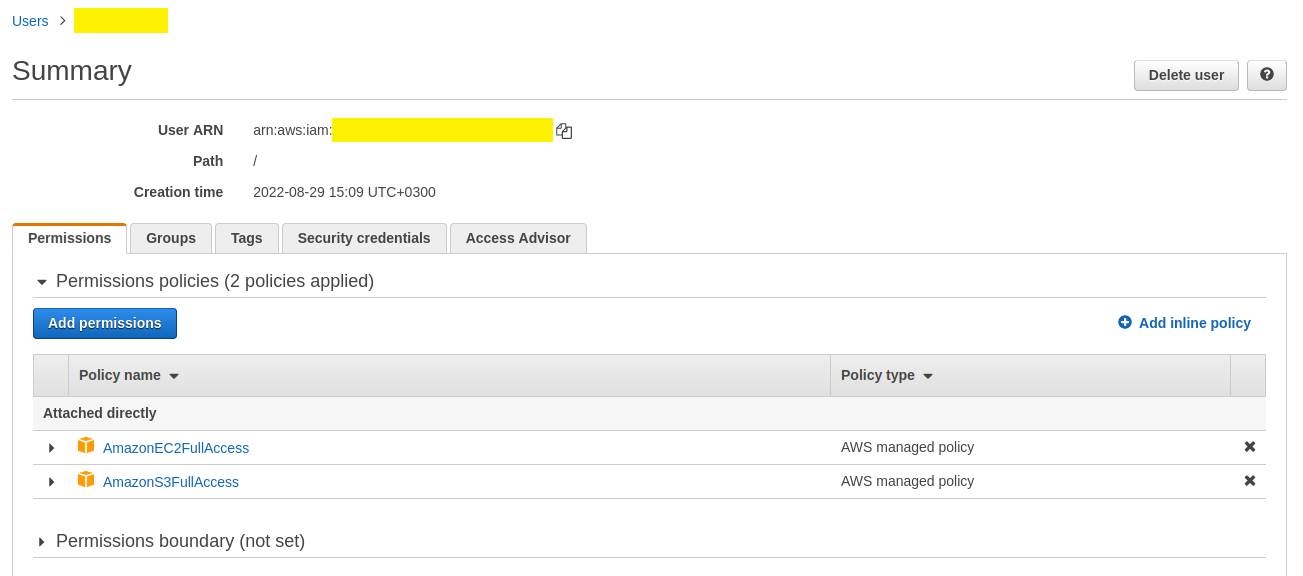 Users >
Summary
Delete user
User ARN arn:aws:iam:
Path /
Creation time 2022-08-29 15:09 UTC+0300
Permissions Groups Tags Security credentials Access Advisor
Permissions policies (2 policies applied)
Add permissions Add inline policy
Policy name Policy type
Attached directly
AmazonEC2FullAccess AWS managed policy
AmazonS3FullAccess AWS managed policy
Permissions boundary (not set)